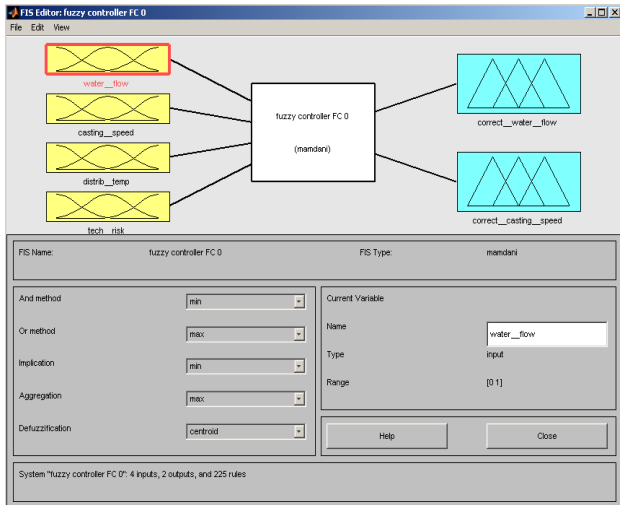 FIS Editor: fuzzy controller FC 0
File Edit View
water__flow
casting__speed
distrib__temp
tech__risk
fuzzy controller FC 0
(mamdani)
correct__water__flow
correct__casting__speed
FIS Name: fuzzy controller FC 0 FIS Type: mamdani
And method min
Or method max
Implication min
Aggregation max
Defuzzification centroid
Current Variable
Name water__flow
Type input
Range [0 1]
Help Close
System "fuzzy controller FC 0": 4 inputs, 2 outputs, and 225 rules